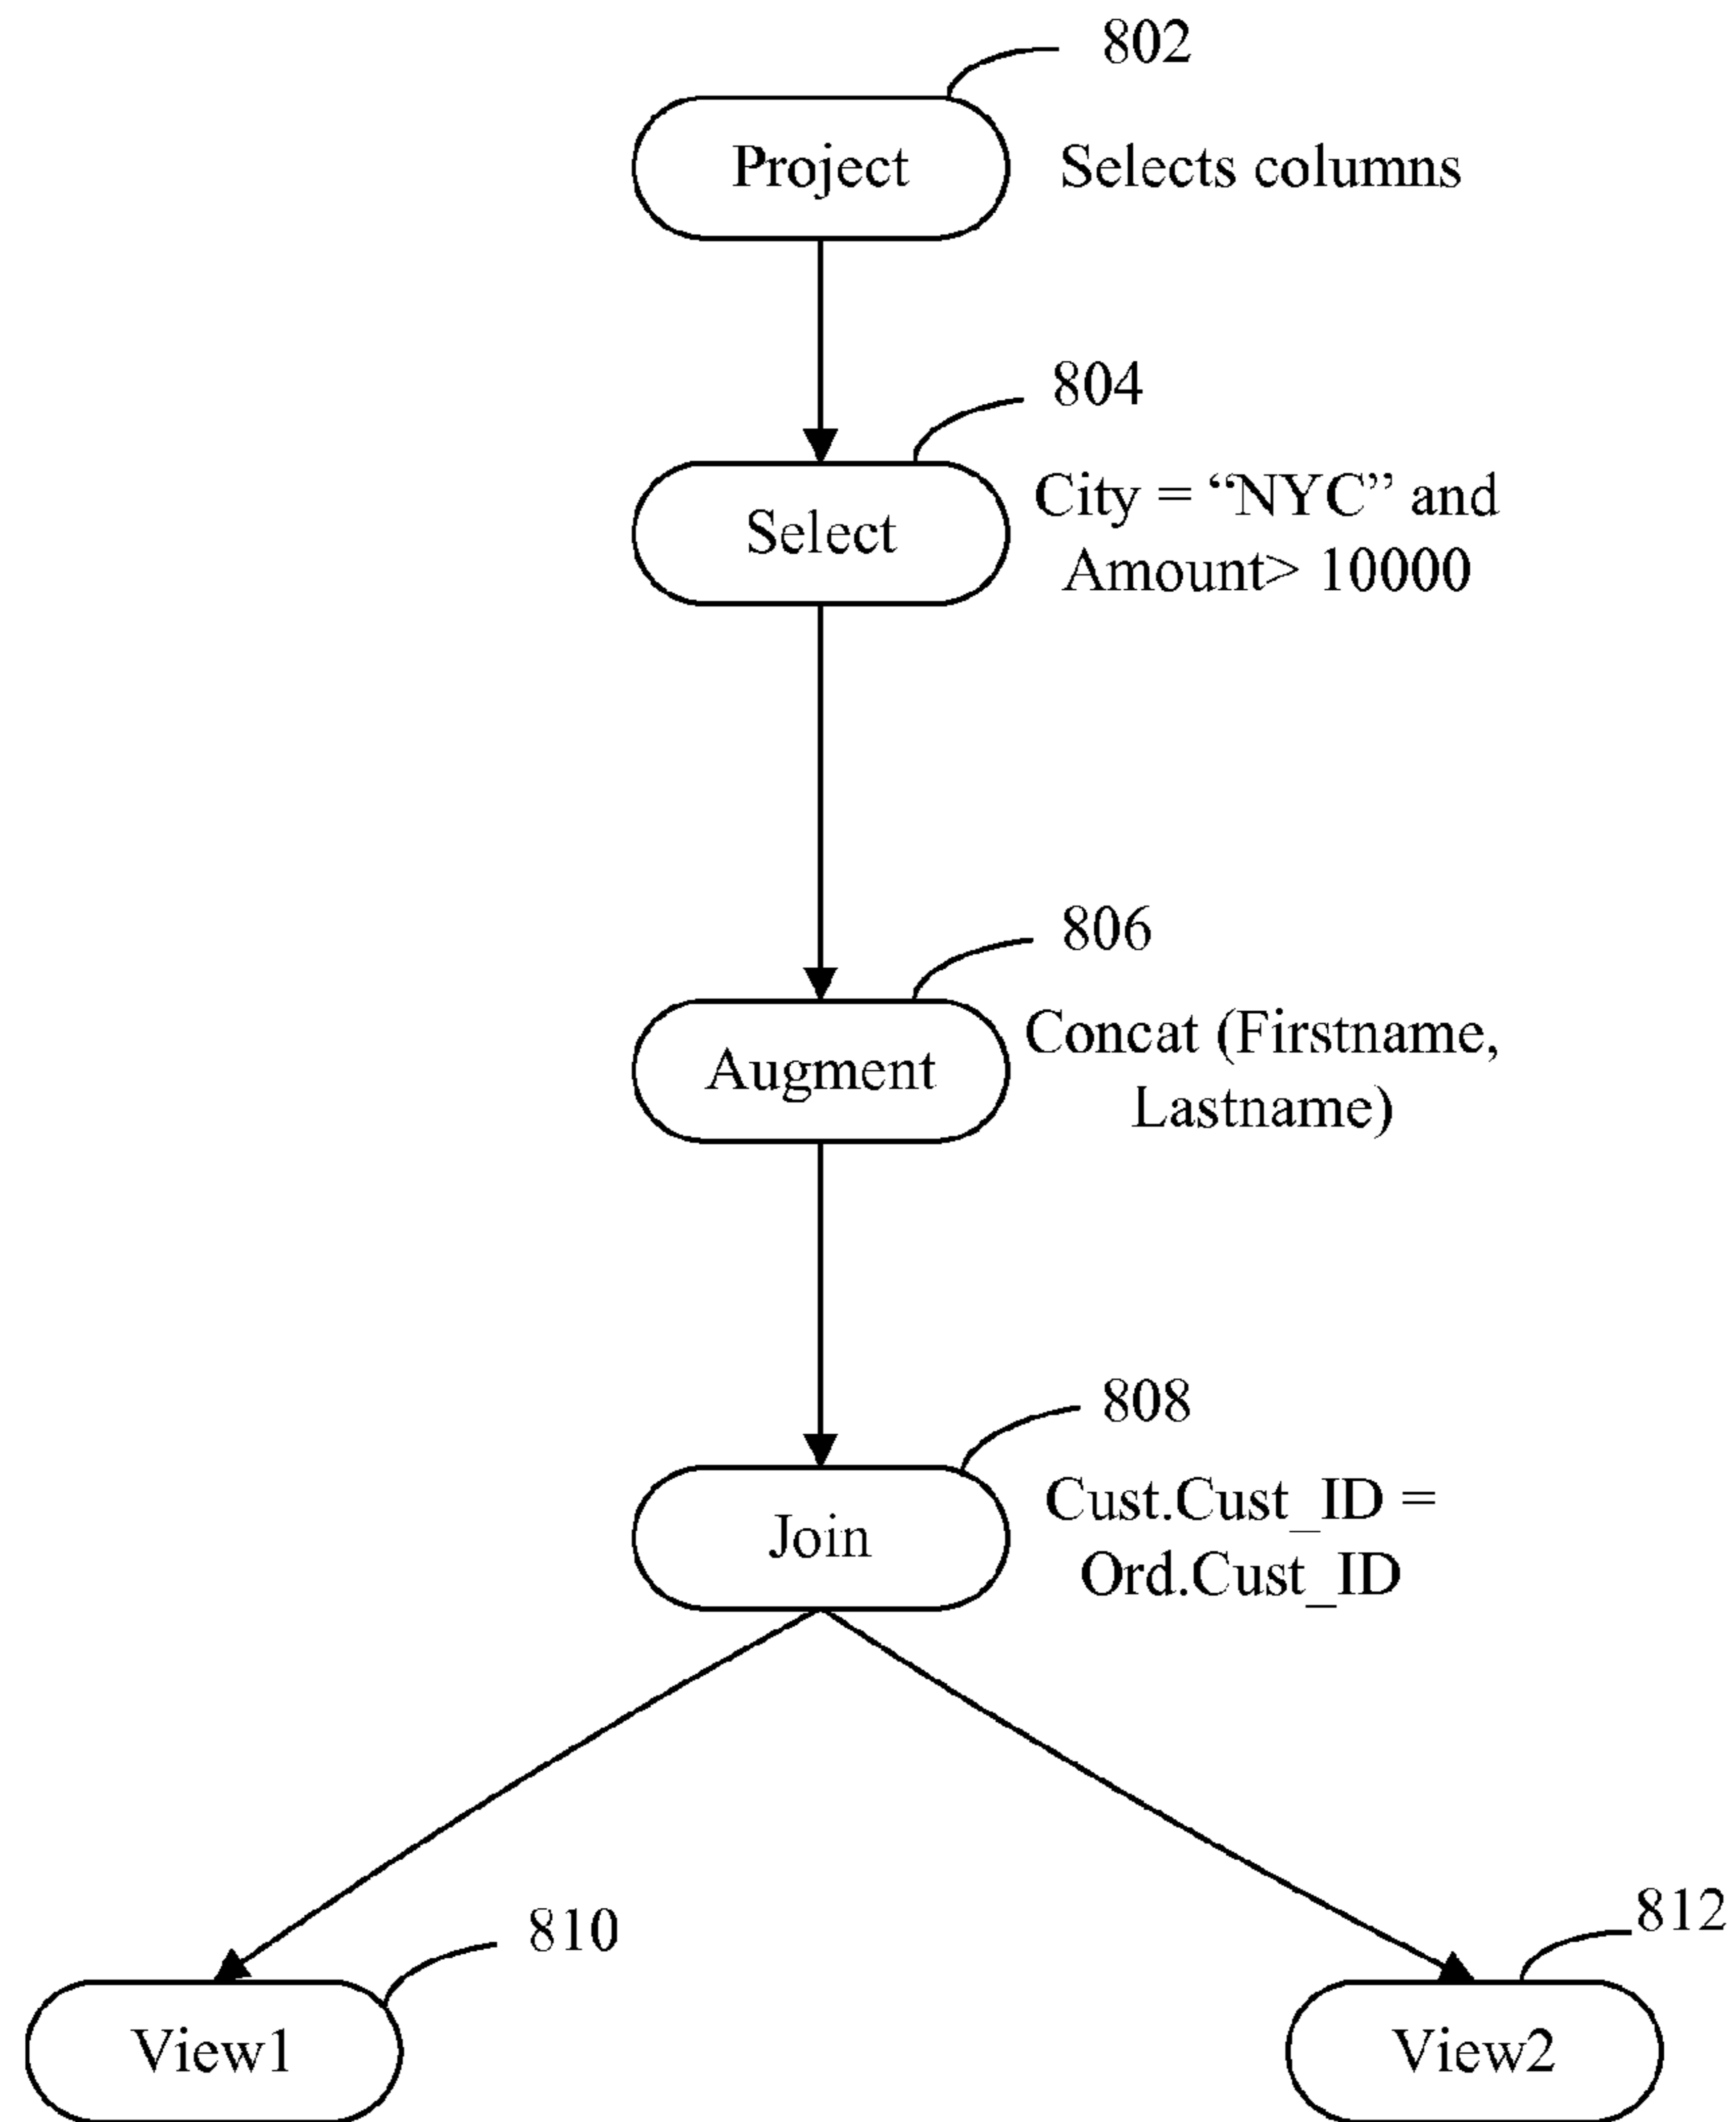 802
Project
Selects columns
804
Select
City = “NYC” and
Amount> 10000
806
Augment
Concat (Firstname,
Lastname)
808
Join
Cust.Cust_ID =
Ord.Cust_ID
810
View1
812
View2